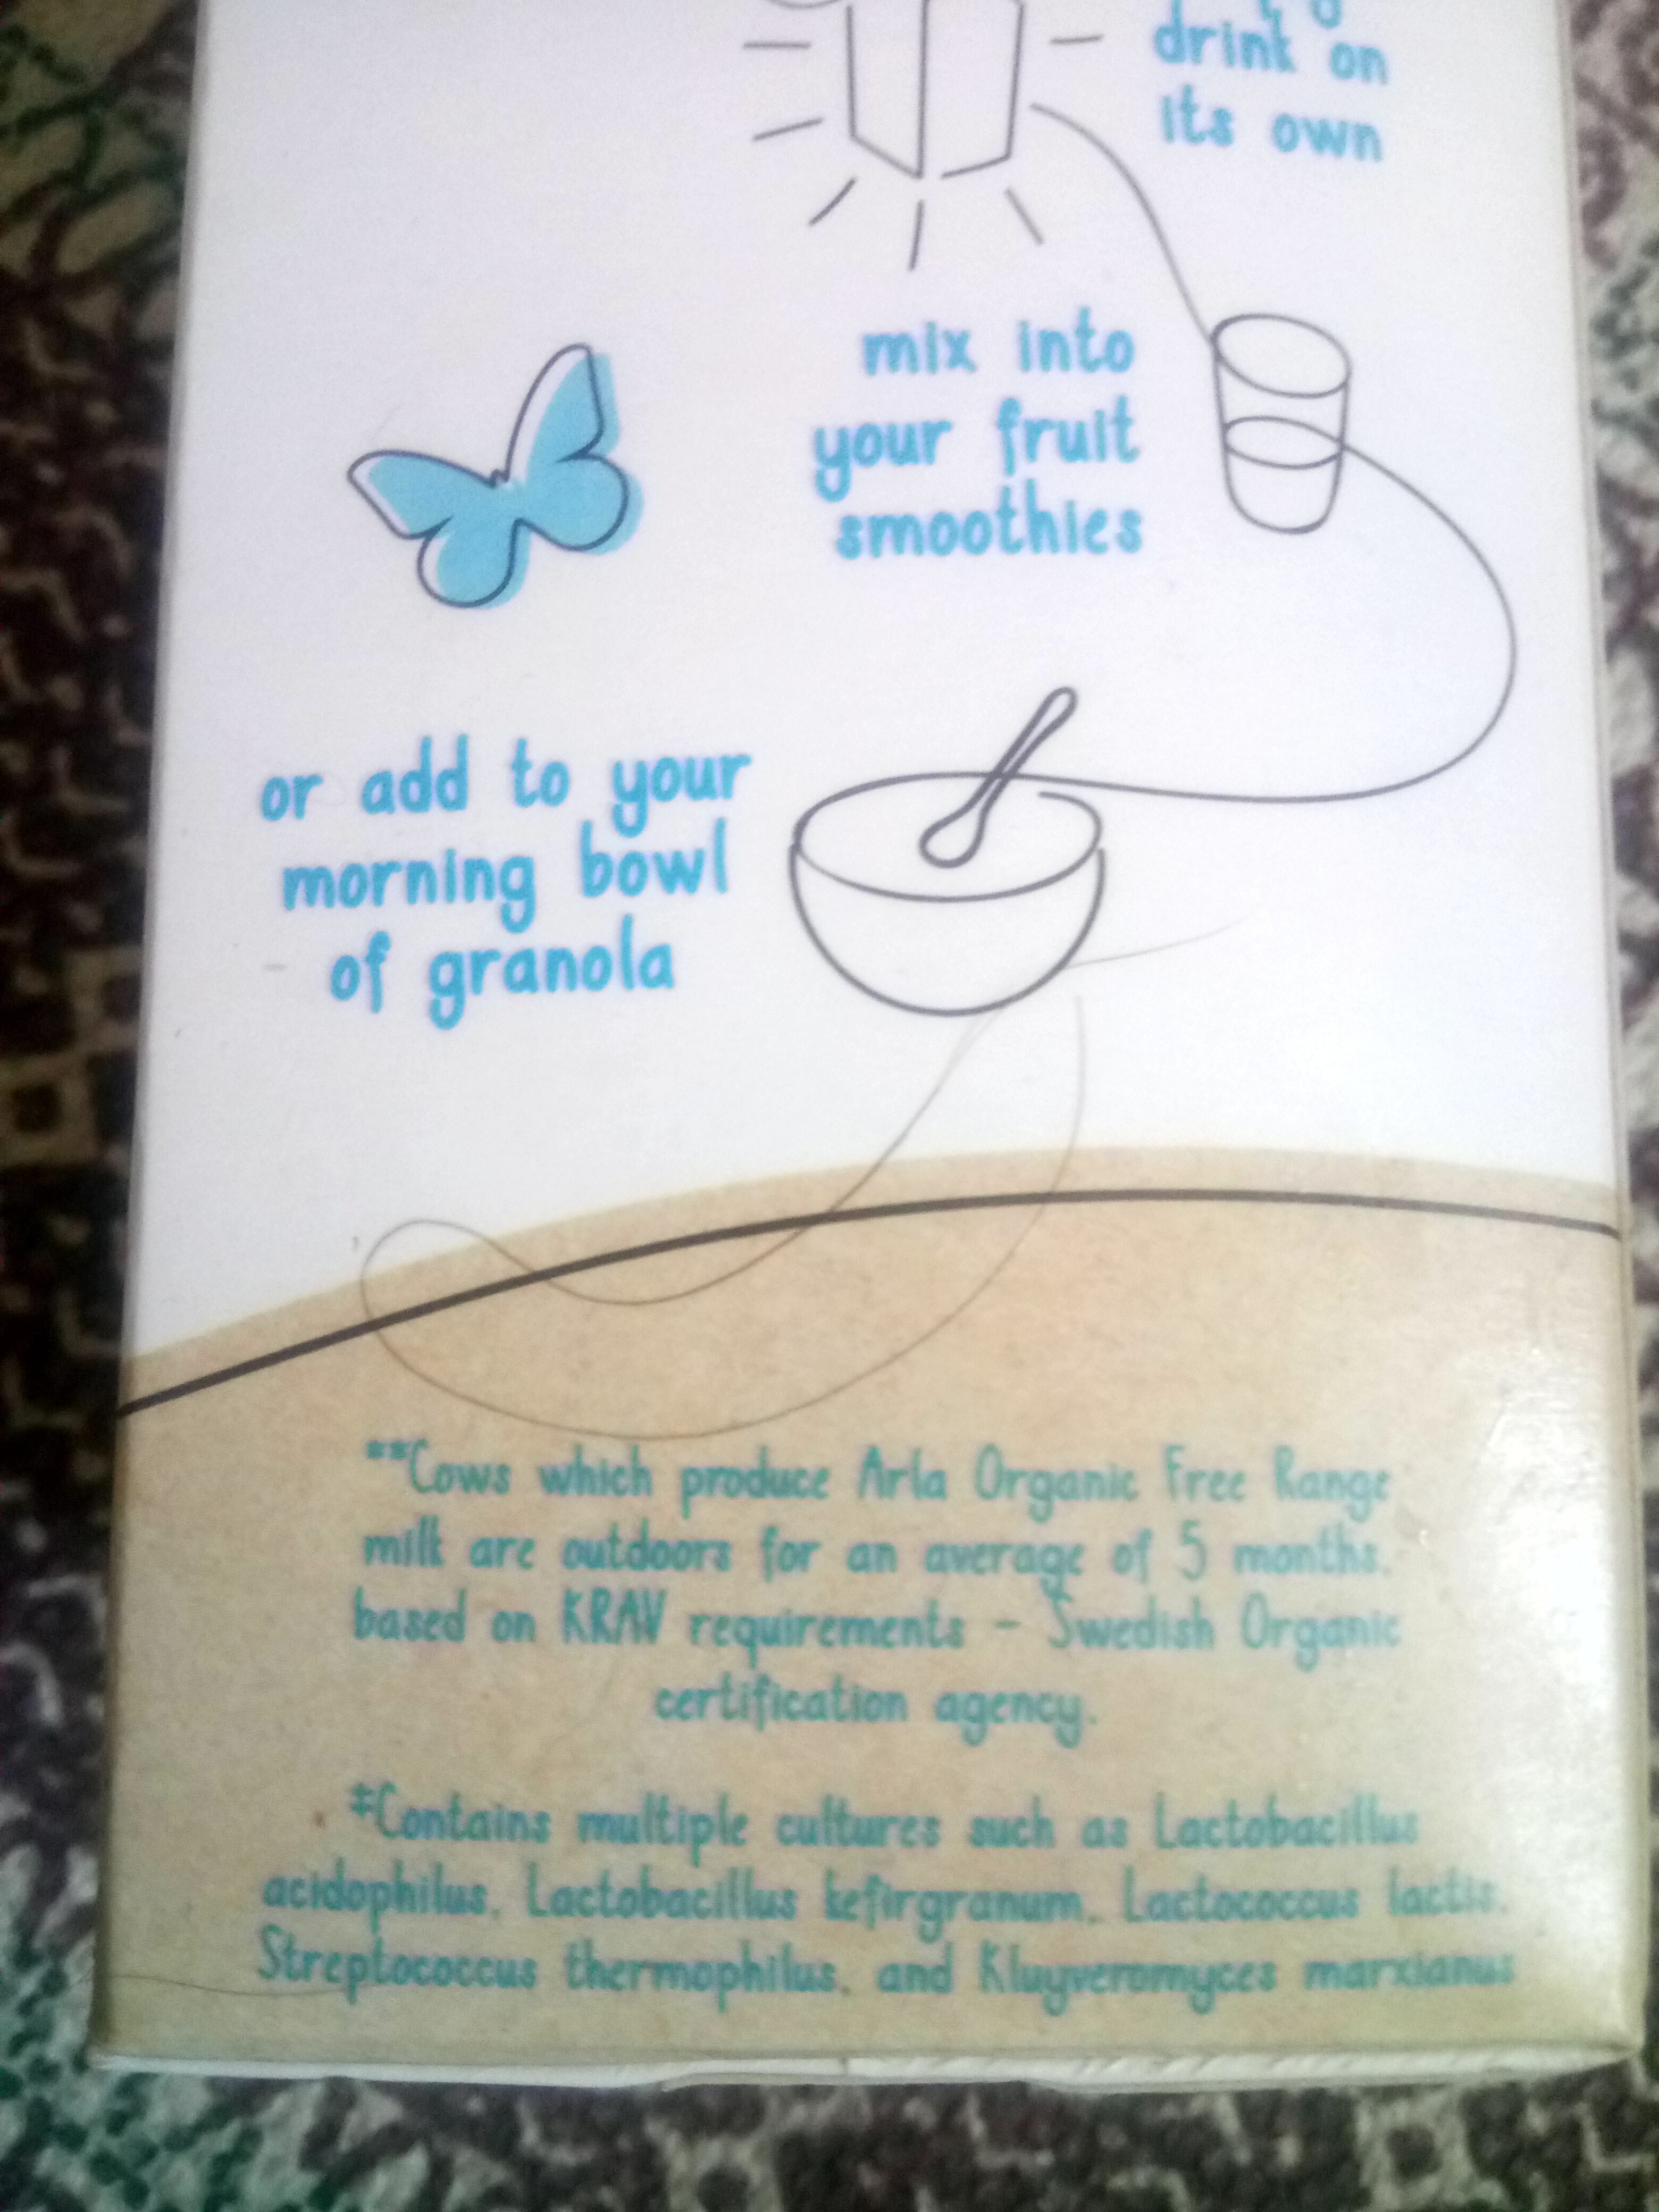 drink on
its own
mix into
your fruit
smoothies
or add to your
morning bowl
of granola
**Cows which produce Arla Organic Free Range
milk are outdoors for an average of 5 months,
based on KRAV requirements - Swedish Organic
certification agency.
‡Contains multiple cultures such as Lactobacillus
acidophilus, Lactobacillus kefirgranum, Lactococcus lactis,
Streptococcus thermophilus, and Kluyveromyces marxianus